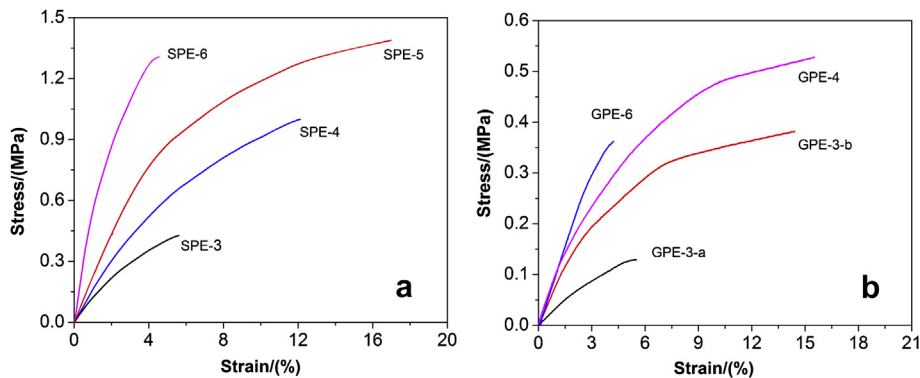 1.5
1.2
0.9
0.6
0.3
0.0
Stress/(MPa)
SPE-6
SPE-5
SPE-4
SPE-3
a
0 4 8 12 16 20
Strain/(%)
0.6
0.5
0.4
0.3
0.2
0.1
0.0
Stress/(MPa)
GPE-4
GPE-6
GPE-3-b
GPE-3-a
b
0 3 6 9 12 15 18 21
Strain/(%)